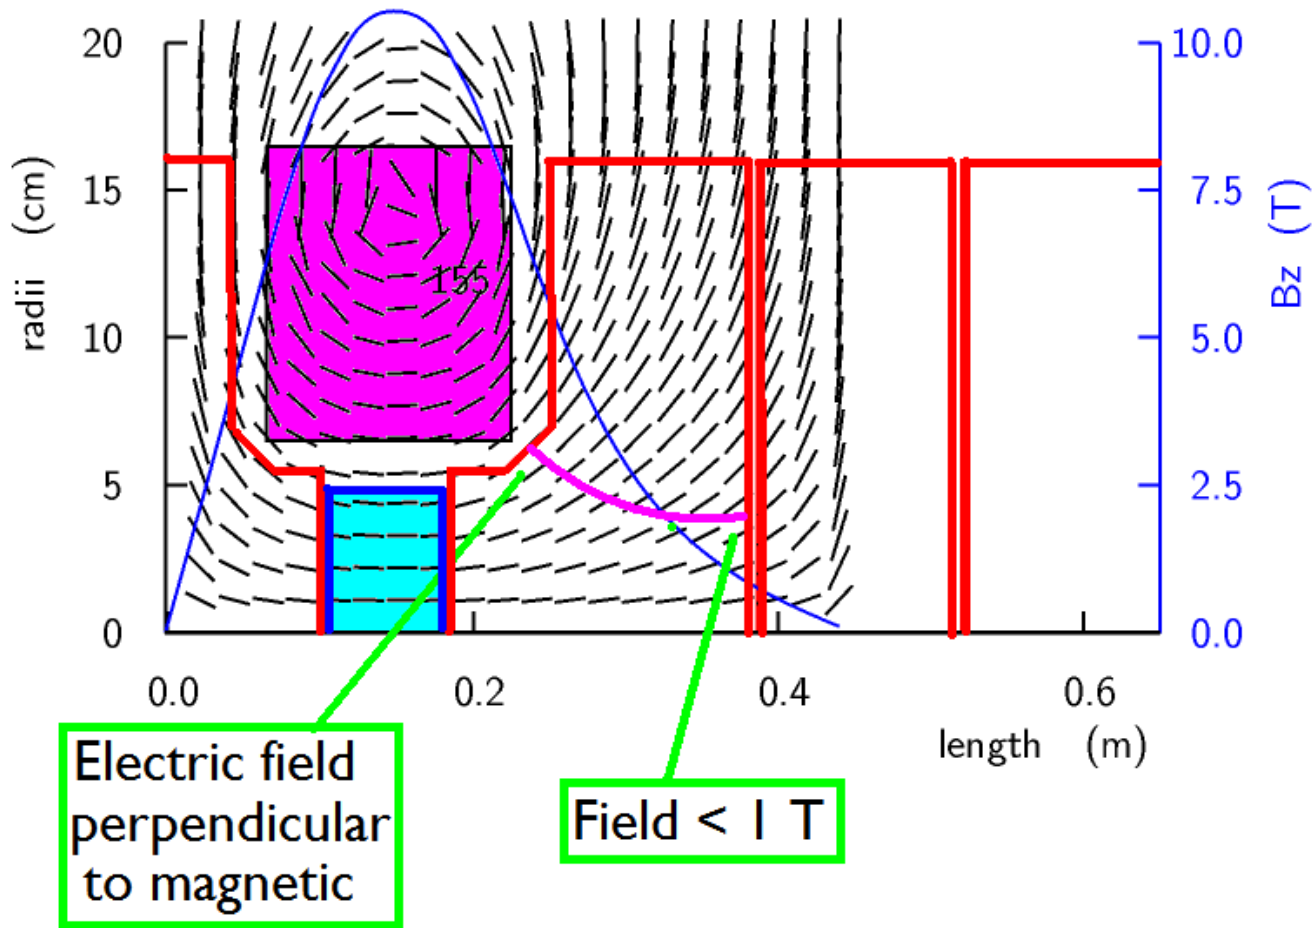 20
15
10
5
0
radii (cm)
10.0
7.5
5.0
2.5
0.0
Bz (T)
155
0.0
0.2
0.4
0.6
length (m)
Electric field
perpendicular
to magnetic
Field < 1 T